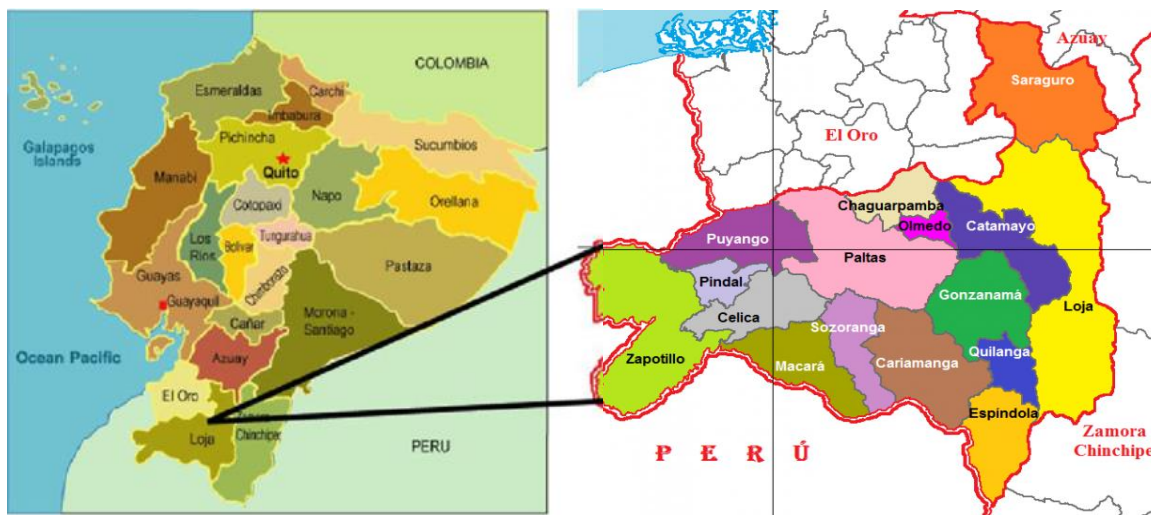 COLOMBIA
Esmeraldas
Carchi
Imbabura
Galapagos
Islands
Pichincha
Quito
Sucumbios
Manabi
Napo
Orellana
Cotopaxi
Los
Rios
Bolivar
Tungurahua
Pastaza
Guayas
Chimborazo
Guayaquil
Morona -
Santiago
Cañar
Ocean Pacific
Azuay
El Oro
Loja
Chinchipe
PERU
Azuay
Saraguro
El Oro
Chaguarpamba
Olmedo
Catamayo
Puyango
Paltas
Pindal
Gonzanamá
Celica
Loja
Sozoranga
Zapotillo
Macará
Cariamanga
Quilanga
Espíndola
Zamora
Chinchipe
P E R Ú